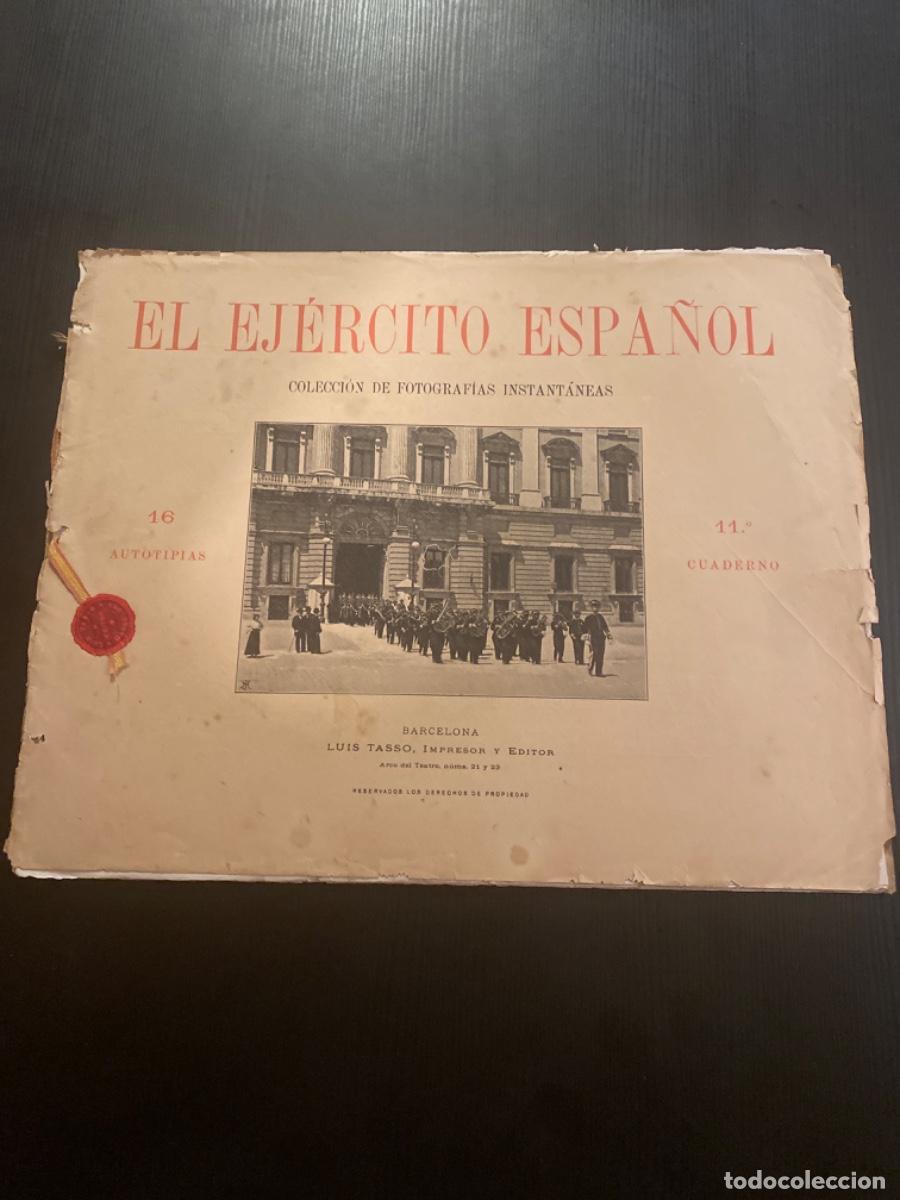 EL EJÉRCITO ESPAÑOL
COLECCIÓN DE FOTOGRAFÍAS INSTANTÁNEAS
16
AUTOTIPIAS
11.º
CUADERNO
BARCELONA
LUIS TASSO, IMPRESOR Y EDITOR
Arco del Teatro, núms. 21 y 23
RESERVADOS LOS DERECHOS DE PROPIEDAD
todocoleccion